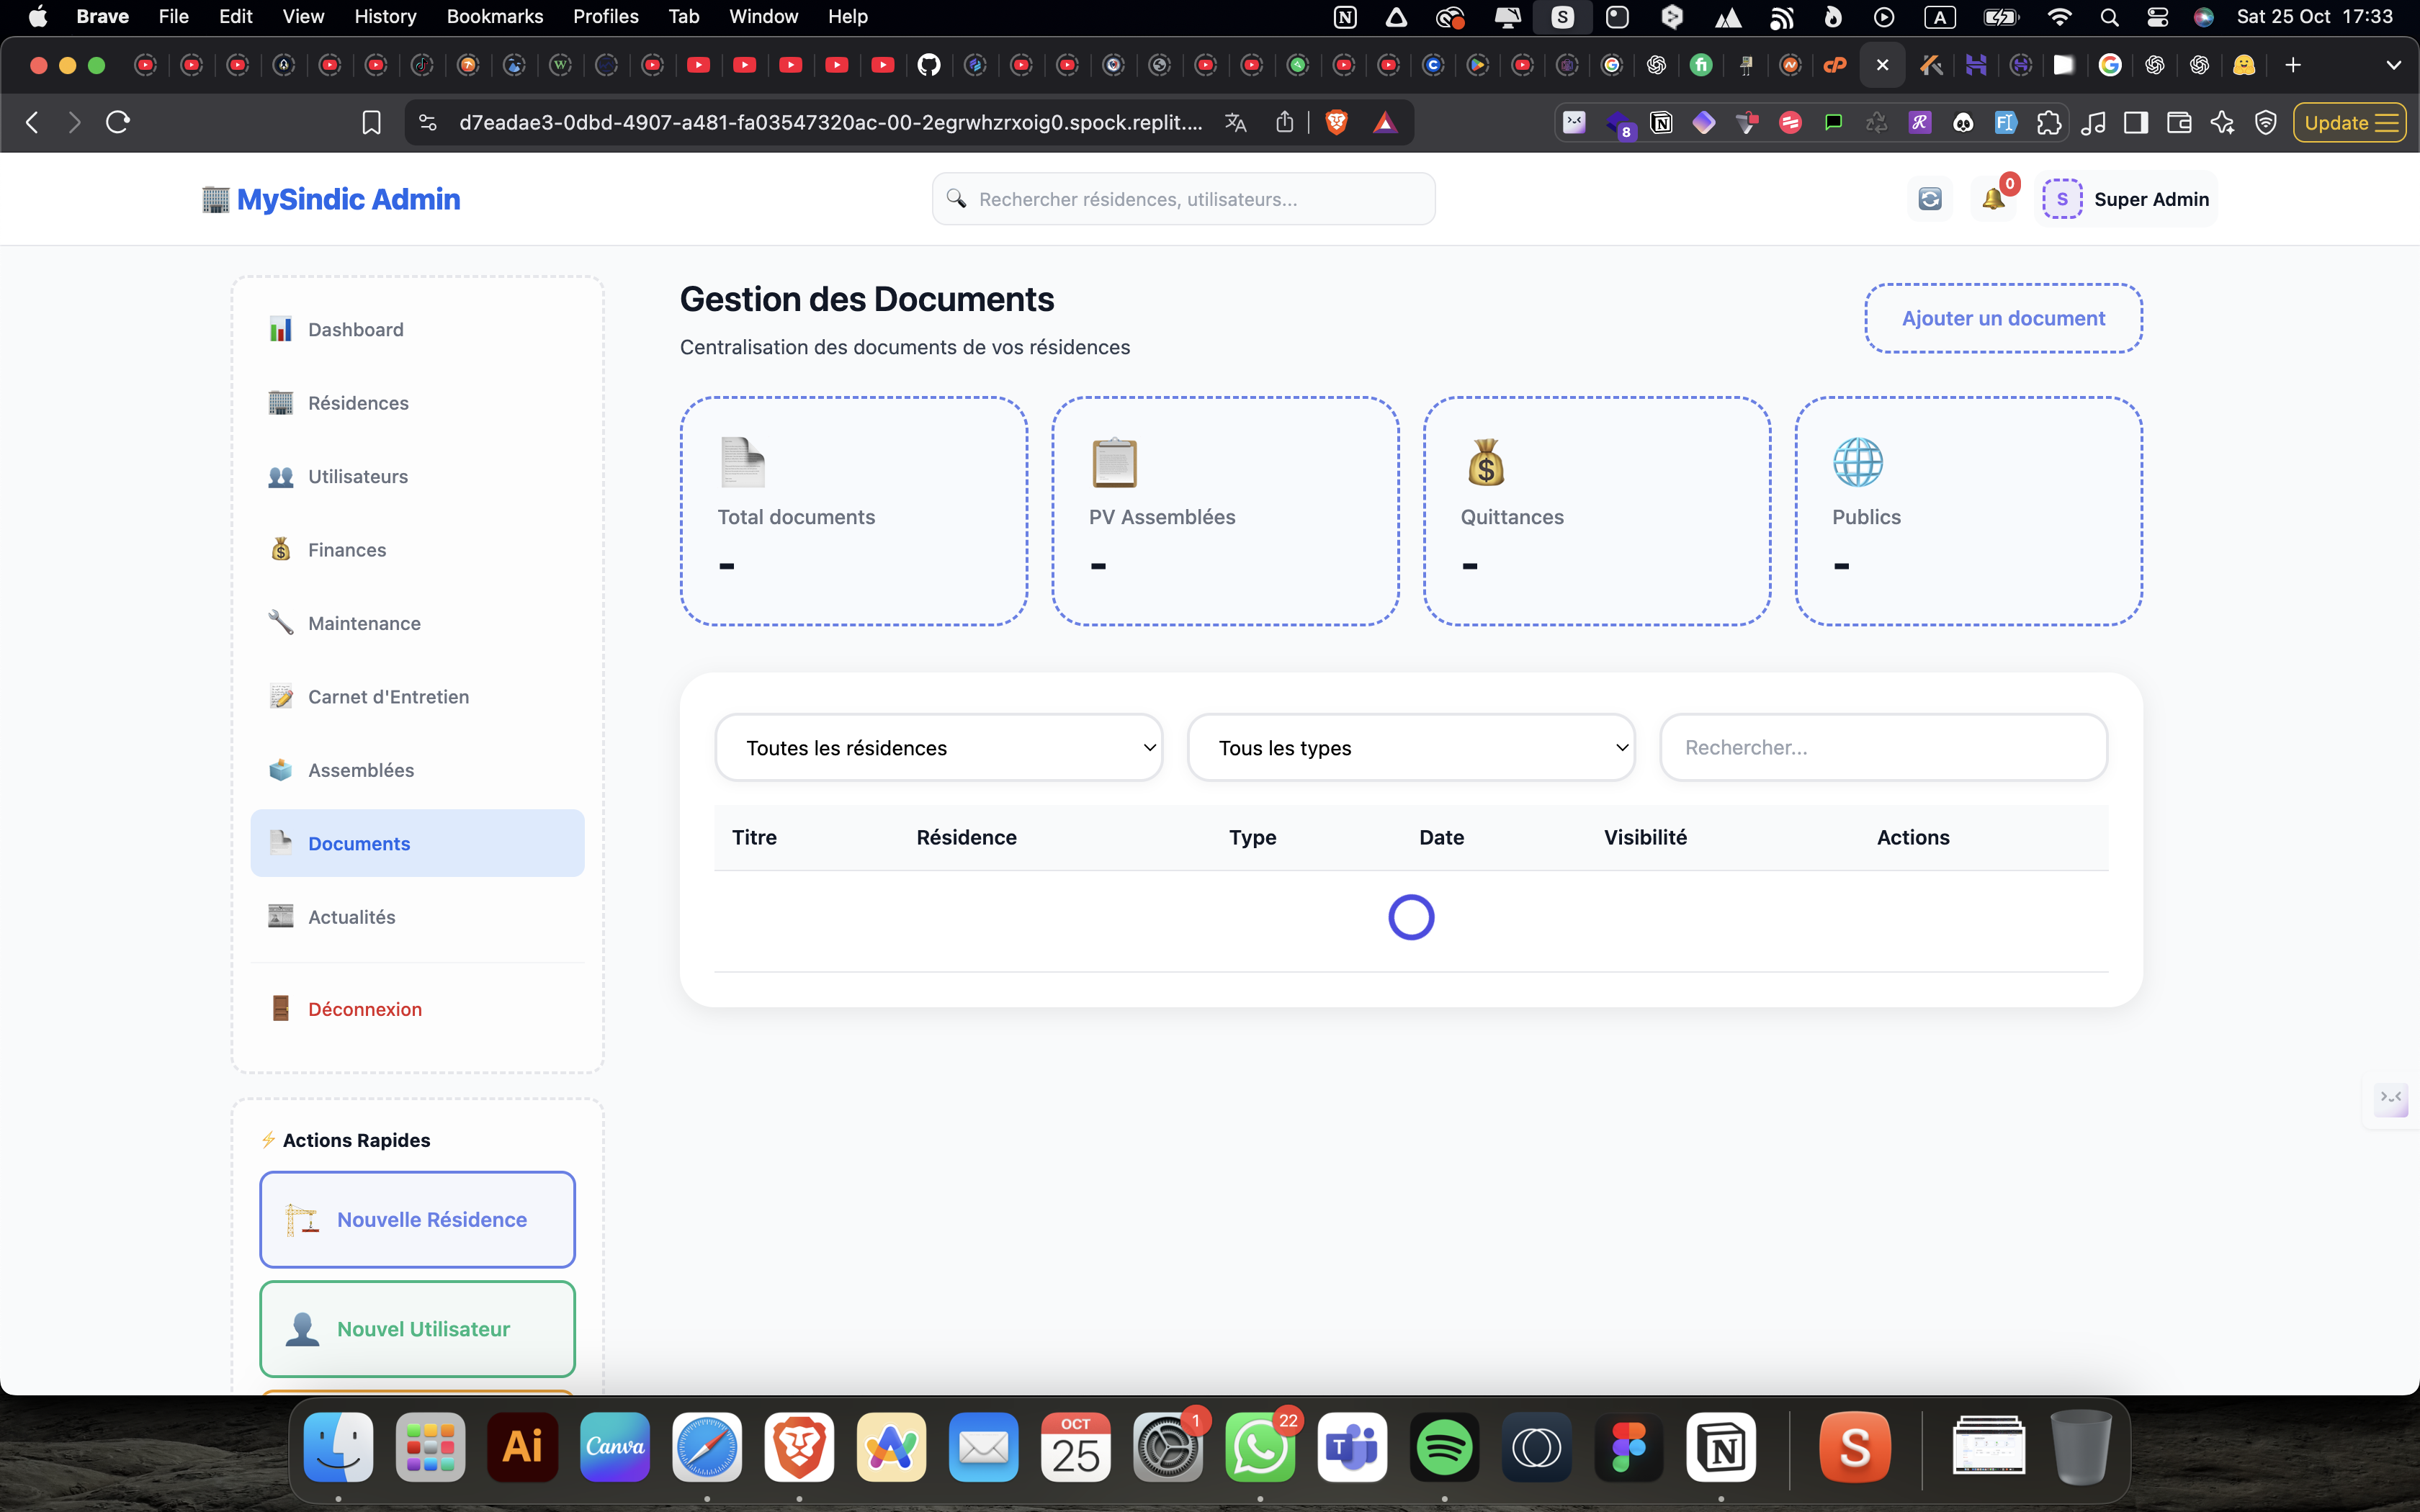 Brave File Edit View History Bookmarks Profiles Tab Window Help
Sat 25 Oct 17:33
d7eadae3-0dbd-4907-a481-fa03547320ac-00-2egrwhzrxoig0.spock.replit....
8
Update
MySindic Admin
Rechercher résidences, utilisateurs...
0
S
Super Admin
Dashboard
Résidences
Utilisateurs
Finances
Maintenance
Carnet d'Entretien
Assemblées
Documents
Actualités
Déconnexion
Actions Rapides
Nouvelle Résidence
Nouvel Utilisateur
Gestion des Documents
Centralisation des documents de vos résidences
Ajouter un document
Total documents
-
PV Assemblées
-
Quittances
-
Publics
-
Toutes les résidences
Tous les types
Rechercher...
Titre Résidence Type Date Visibilité Actions
Ai
Canva
OCT
25
1
22